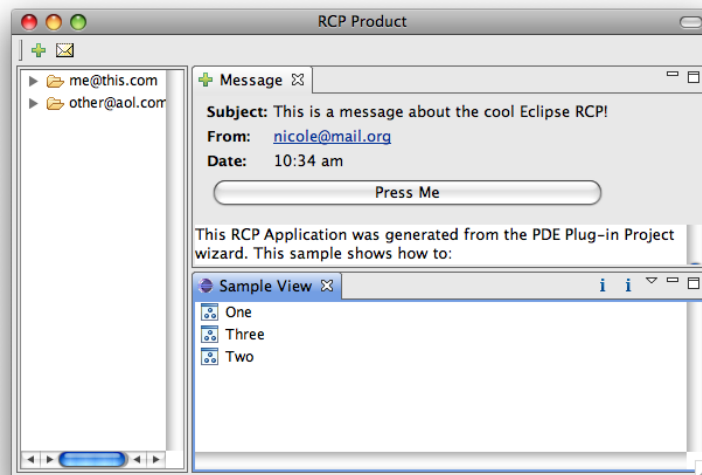 RCP Product
me@this.com
other@aol.com
Message
Subject: This is a message about the cool Eclipse RCP!
From: nicole@mail.org
Date: 10:34 am
Press Me
This RCP Application was generated from the PDE Plug-in Project
wizard. This sample shows how to:
Sample View
One
Three
Two